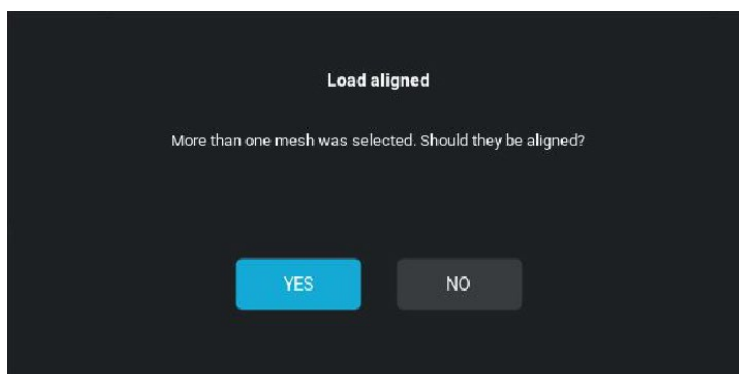 Load aligned
More than one mesh was selected. Should they be aligned?
YES
NO